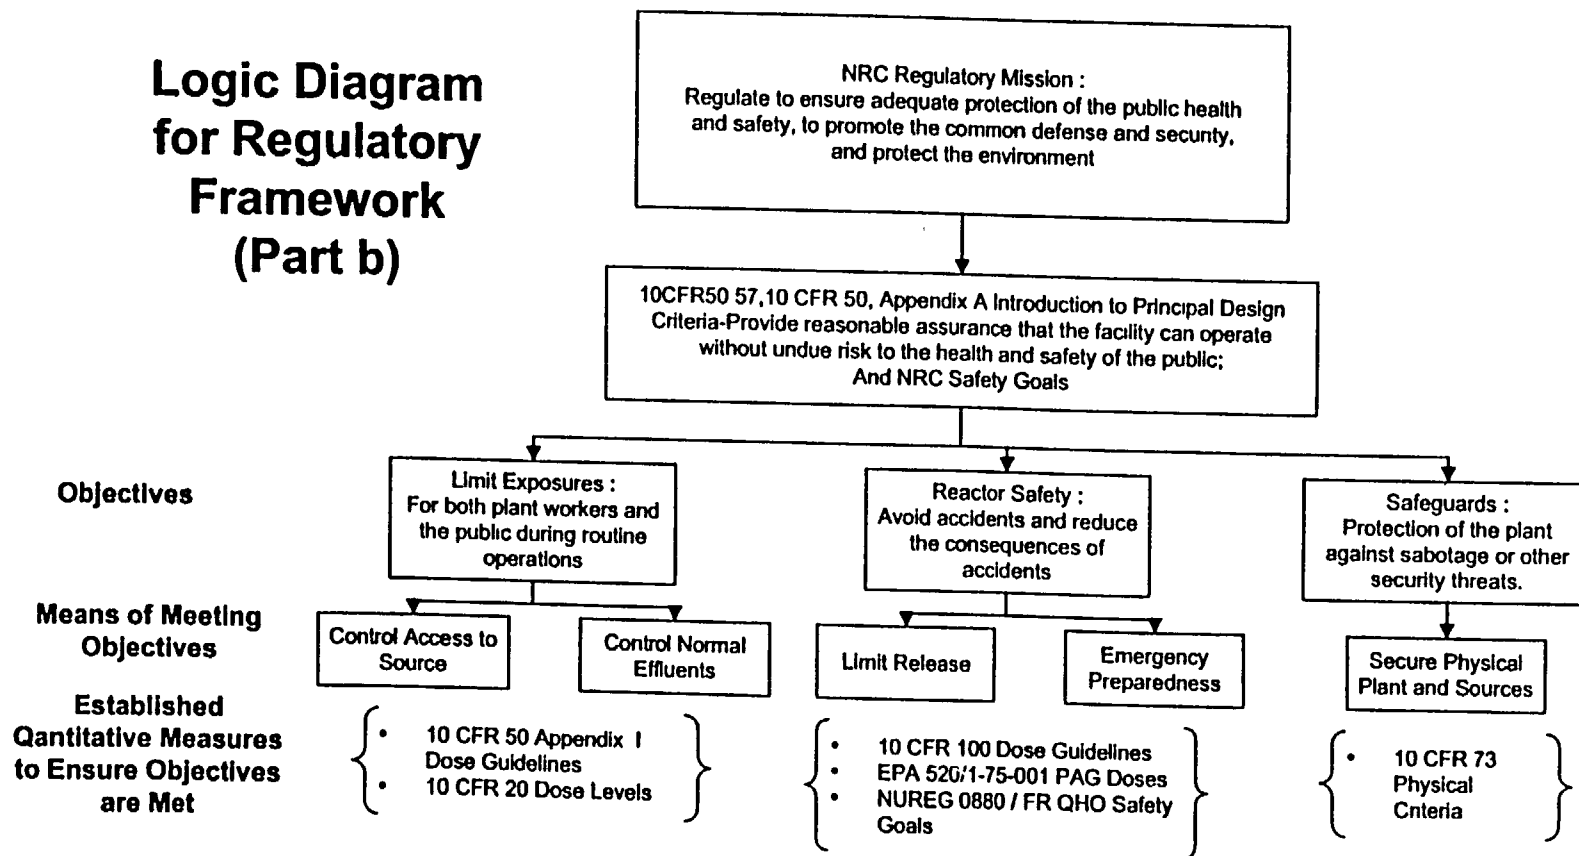 Logic Diagram
for Regulatory
Framework
(Part b)
NRC Regulatory Mission :
Regulate to ensure adequate protection of the public health
and safety, to promote the common defense and security,
and protect the environment
10CFR50 57,10 CFR 50, Appendix A Introduction to Principal Design
Criteria-Provide reasonable assurance that the facility can operate
without undue risk to the health and safety of the public;
And NRC Safety Goals
Objectives
Limit Exposures :
For both plant workers and
the public during routine
operations
Reactor Safety :
Avoid accidents and reduce
the consequences of
accidents
Safeguards :
Protection of the plant
against sabotage or other
security threats.
Means of Meeting
Objectives
Control Access to
Source
Control Normal
Effluents
Limit Release
Emergency
Preparedness
Secure Physical
Plant and Sources
Established
Qantitative Measures
to Ensure Objectives
are Met
• 10 CFR 50 Appendix I
Dose Guidelines
• 10 CFR 20 Dose Levels
• 10 CFR 100 Dose Guidelines
• EPA 520/1-75-001 PAG Doses
• NUREG 0880 / FR QHO Safety
Goals
• 10 CFR 73
Physical
Criteria